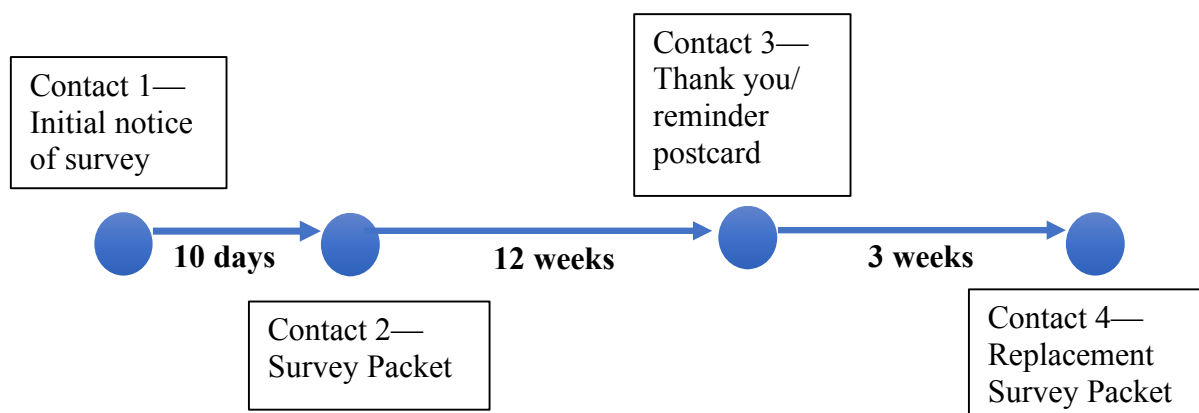 Contact 1—
Initial notice
of survey
10 days
Contact 2—
Survey Packet
12 weeks
Contact 3—
Thank you/
reminder
postcard
3 weeks
Contact 4—
Replacement
Survey Packet